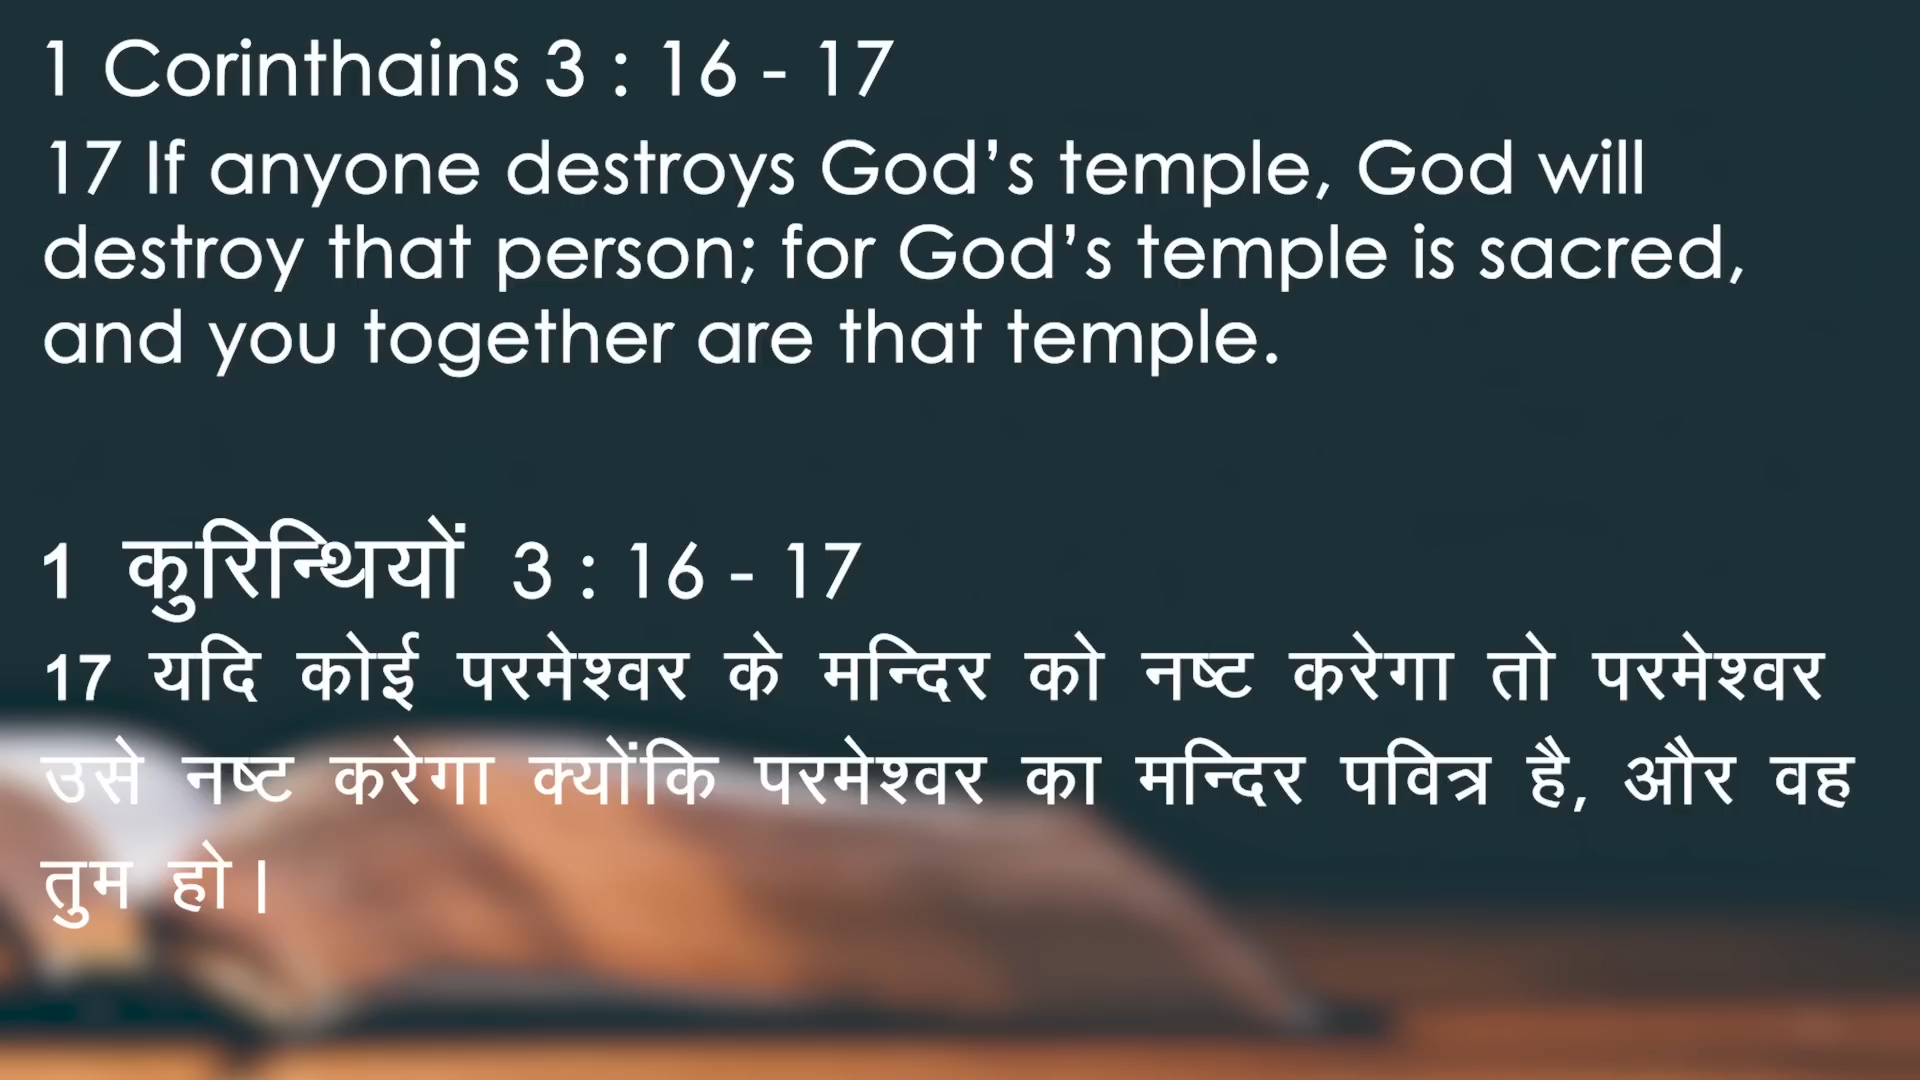 1 Corinthains 3 : 16 - 17
17 If anyone destroys God’s temple, God will
destroy that person; for God’s temple is sacred,
and you together are that temple.
1 कुरिन्थियों 3 : 16 - 17
17 यदि कोई परमेश्वर के मन्दिर को नष्ट करेगा तो परमेश्वर
उसे नष्ट करेगा क्योंकि परमेश्वर का मन्दिर पवित्र है, और वह
तुम हो।